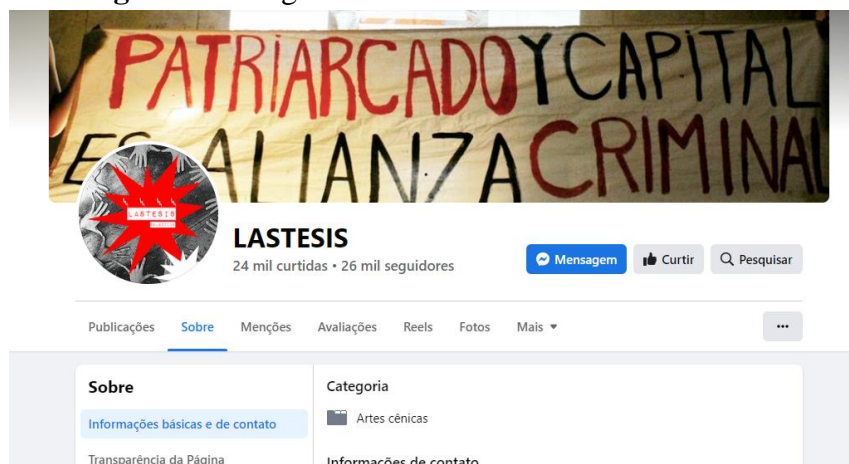 PATRIARCADO Y CAPITAL
ES ALIANZA CRIMINAL
LASTESIS
LASTESIS
24 mil curtidas • 26 mil seguidores
Mensagem
Curtir
Pesquisar
Publicações
Sobre
Menções
Avaliações
Reels
Fotos
Mais
Sobre
Informações básicas e de contato
Transparência da Página
Categoria
Artes cênicas
Informações de contato